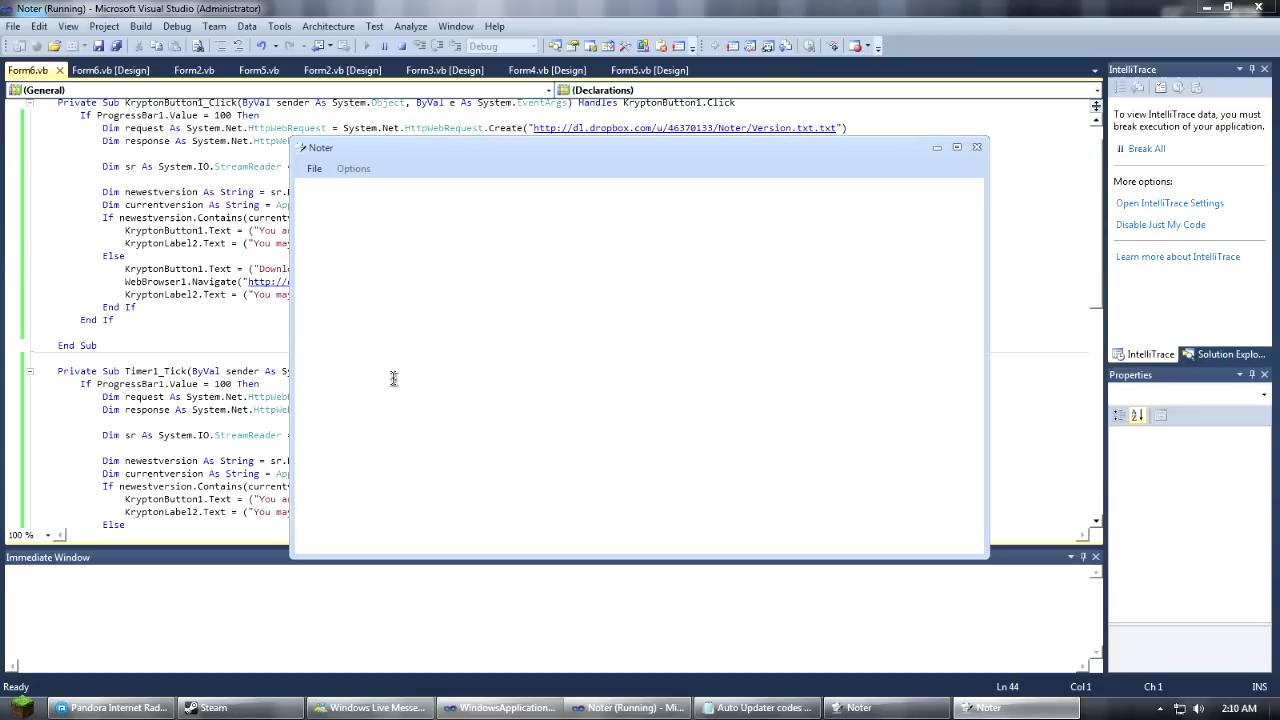 Noter (Running) - Microsoft Visual Studio (Administrator)
File Edit View Project Build Debug Team Data Tools Architecture Test Analyze Window Help
Debug
Form6.vb Form6.vb [Design] Form2.vb Form5.vb Form2.vb [Design] Form3.vb [Design] Form4.vb [Design] Form5.vb [Design]
(General) (Declarations)
Private Sub KryptonButton1_Click(ByVal sender As System.Object, ByVal e As System.EventArgs) Handles KryptonButton1.Click
If ProgressBar1.Value = 100 Then
Dim request As System.Net.HttpWebRequest = System.Net.HttpWebRequest.Create("http://dl.dropbox.com/u/46370133/Noter/Version.txt.txt")
Dim response As System.Net.HttpWe
Dim sr As System.IO.StreamReader =
Dim newestversion As String = sr.
Dim currentversion As String = Ap
If newestversion.Contains(current
KryptonButton1.Text = ("You a
KryptonLabel2.Text = ("You may
Else
KryptonButton1.Text = ("Downl
WebBrowser1.Navigate("http://
KryptonLabel2.Text = ("You may
End If
End If
End Sub
Private Sub Timer1_Tick(ByVal sender As Sy
If ProgressBar1.Value = 100 Then
Dim request As System.Net.HttpWeb
Dim response As System.Net.HttpWe
Dim sr As System.IO.StreamReader =
Dim newestversion As String = sr.
Dim currentversion As String = Ap
If newestversion.Contains(current
KryptonButton1.Text = ("You a
KryptonLabel2.Text = ("You may
Else
100 %
Noter
File Options
IntelliTrace
To view IntelliTrace data, you must
break execution of your application.
Break All
More options:
Open IntelliTrace Settings
Disable Just My Code
Learn more about IntelliTrace
IntelliTrace Solution Explo...
Properties
Immediate Window
Ready Ln 44 Col 1 Ch 1 INS
Pandora Internet Rad... Steam Windows Live Messe... WindowsApplication... Noter (Running) - Mi... Auto Updater codes ... Noter Noter 2:10 AM